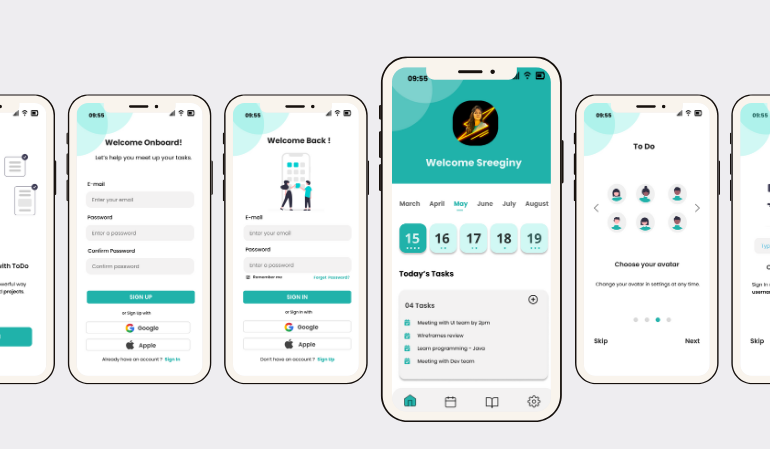 with ToDo
09:55
Welcome Onboard!
Let's help you meet up your tasks.
E-mail
Enter your email
Password
Enter a password
Confirm Password
Confirm password
SIGN UP
or Sign Up with
Google
Apple
Already have an account ? Sign In
09:55
Welcome Back !
E-mail
Enter your email
Password
Enter a password
Remember me
Forgot Password?
SIGN IN
or Sign in with
Google
Apple
Don't have an account ? Sign Up
09:55
Welcome Sreeginy
March April May June July August
15 16 17 18 19
Today's Tasks
04 Tasks
Meeting with UI team by 2pm
Wireframes review
Learn programming - Java
Meeting with Dev team
09:55
To Do
Choose your avatar
Change your avatar in settings at any time.
Skip Next
09:55
Sign in
Skip